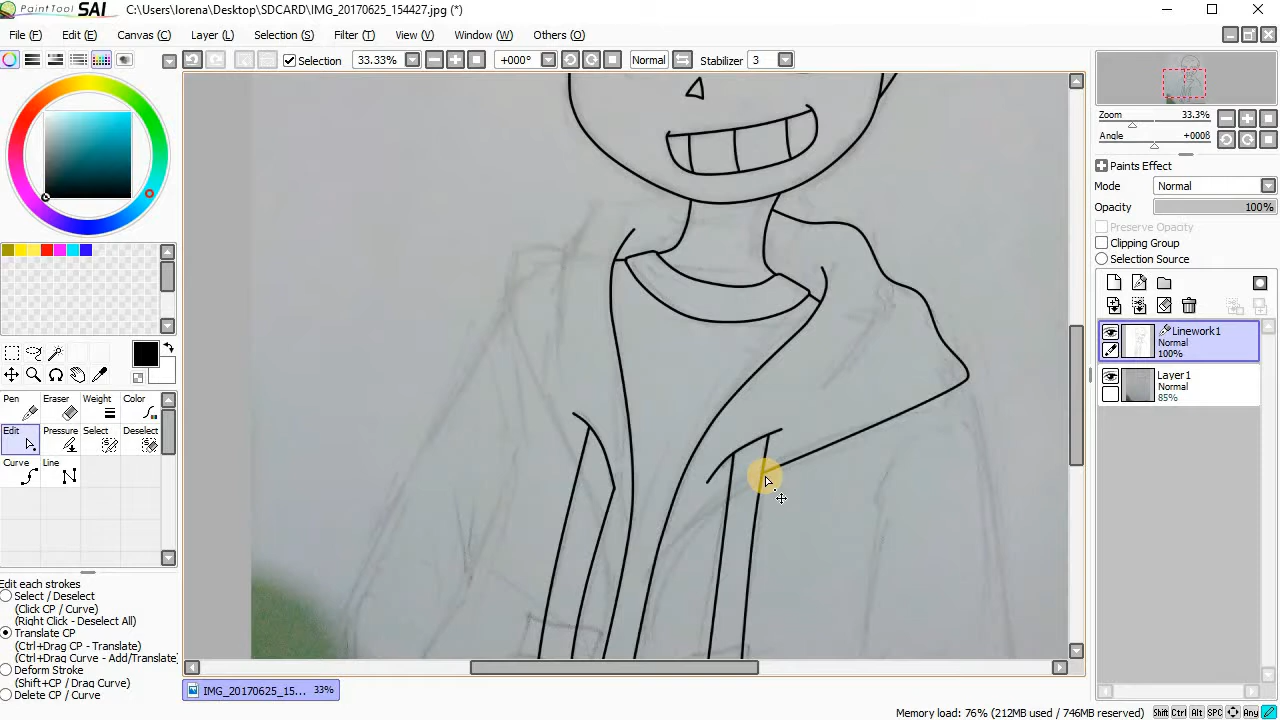 PaintTool SAI C:\Users\lorena\Desktop\SDCARD\IMG_20170625_154427.jpg (*)
File (F) Edit (E) Canvas (C) Layer (L) Selection (S) Filter (T) View (V) Window (W) Others (O)
Selection 33.33% +000° Normal Stabilizer 3
Zoom 33.3%
Angle +000ß
Paints Effect
Mode Normal
Opacity 100%
Preserve Opacity
Clipping Group
Selection Source
Linework1
Normal
100%
Layer1
Normal
85%
Pen Eraser Weight Color
Edit Pressure Select Deselect
Curve Line
Edit each strokes
Select / Deselect
(Click CP / Curve)
(Right Click - Deselect All)
Translate CP
(Ctrl+Drag CP - Translate)
(Ctrl+Drag Curve - Add/Translate)
Deform Stroke
(Shift+CP / Drag Curve)
Delete CP / Curve
IMG_20170625_15... 33%
Memory load: 76% (212MB used / 746MB reserved) Shift Ctrl Alt SPC Any